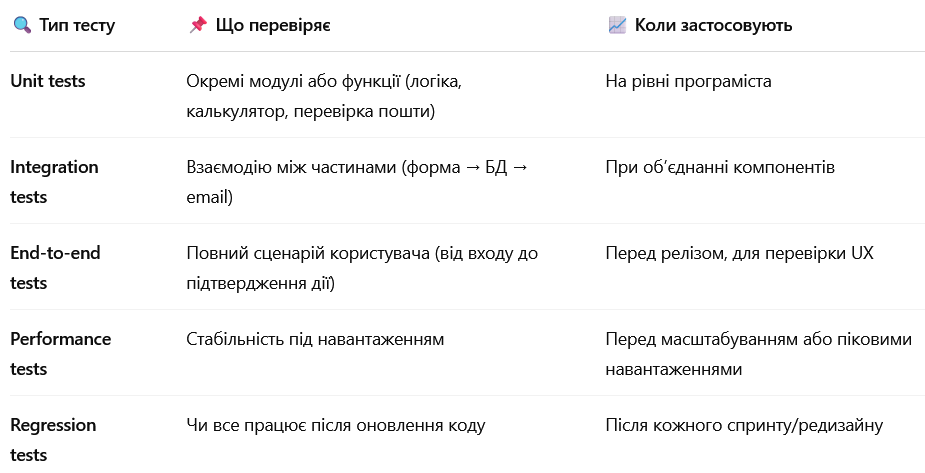 🔍 Тип тесту 📌 Що перевіряє 📈 Коли застосовують
Unit tests Окремі модулі або функції (логіка, На рівні програміста
калькулятор, перевірка пошти)
Integration Взаємодію між частинами (форма → БД → При об’єднанні компонентів
tests email)
End-to-end Повний сценарій користувача (від входу до Перед релізом, для перевірки UX
tests підтвердження дії)
Performance Стабільність під навантаженням Перед масштабуванням або піковими
tests навантаженнями
Regression Чи все працює після оновлення коду Після кожного спринту/редизайну
tests